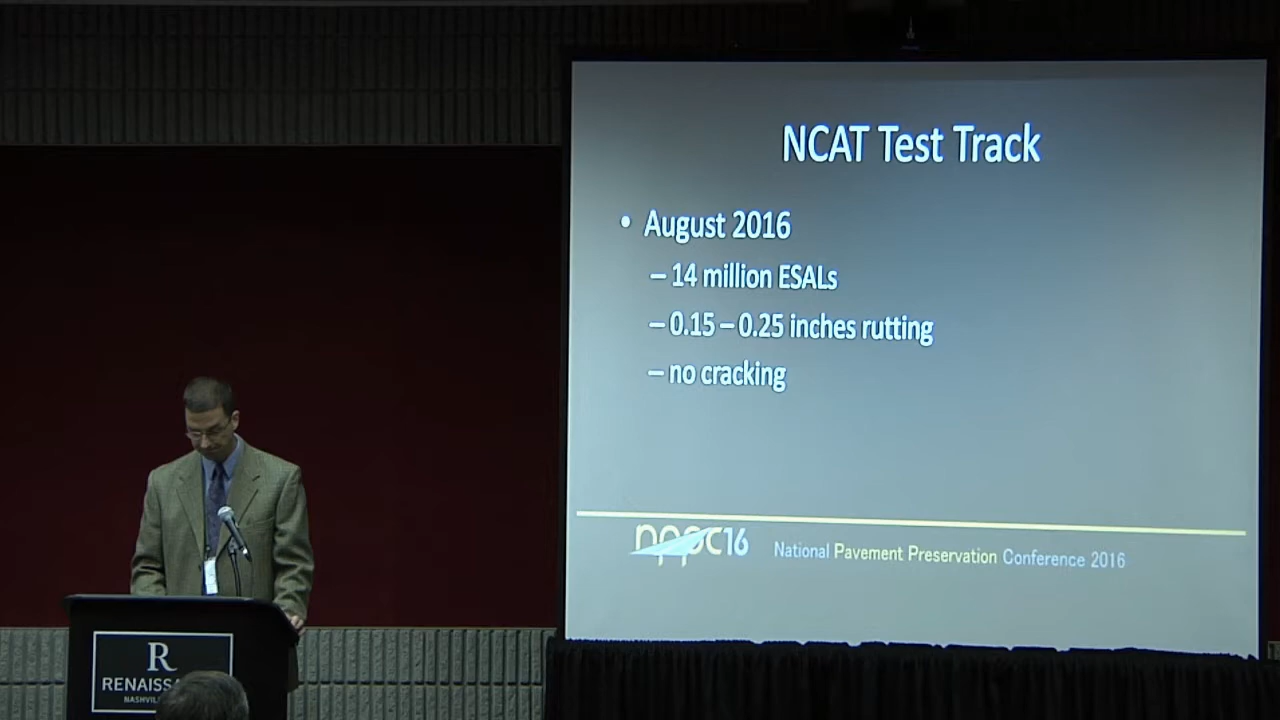 NCAT Test Track
• August 2016
– 14 million ESALs
– 0.15 – 0.25 inches rutting
– no cracking
nppc16 National Pavement Preservation Conference 2016
R